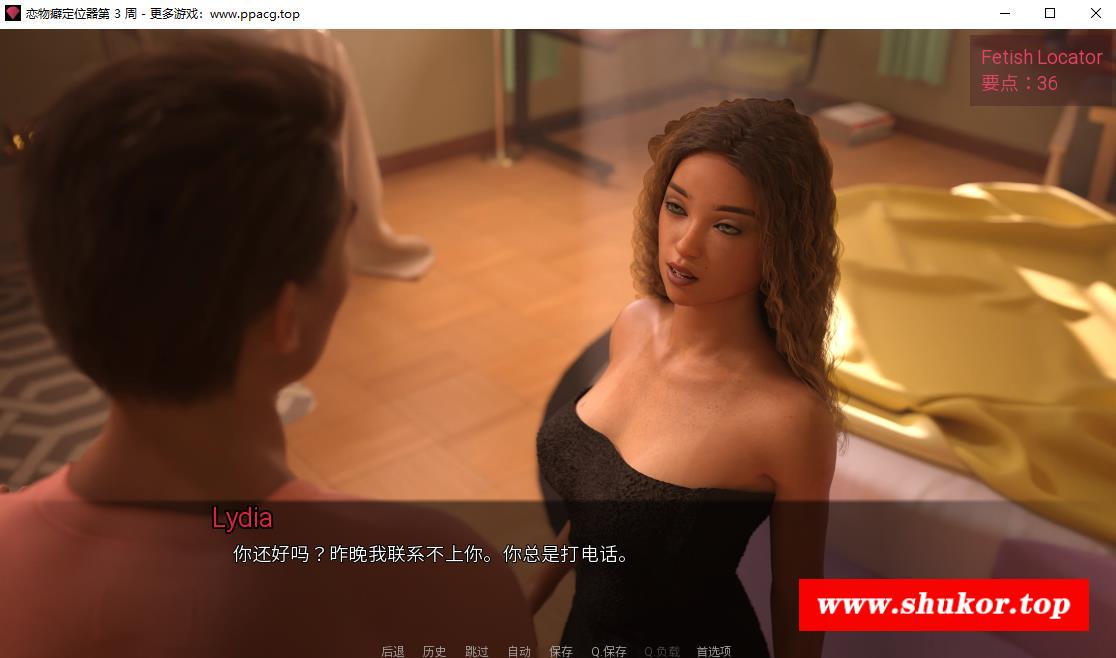 恋物癖定位器第 3 周 - 更多游戏：www.ppacg.top
Fetish Locator
要点：36
Lydia
你还好吗？昨晚我联系不上你。你总是打电话。
www.shukor.top
后退 历史 跳过 自动 保存 Q.保存 Q.负载 首选项